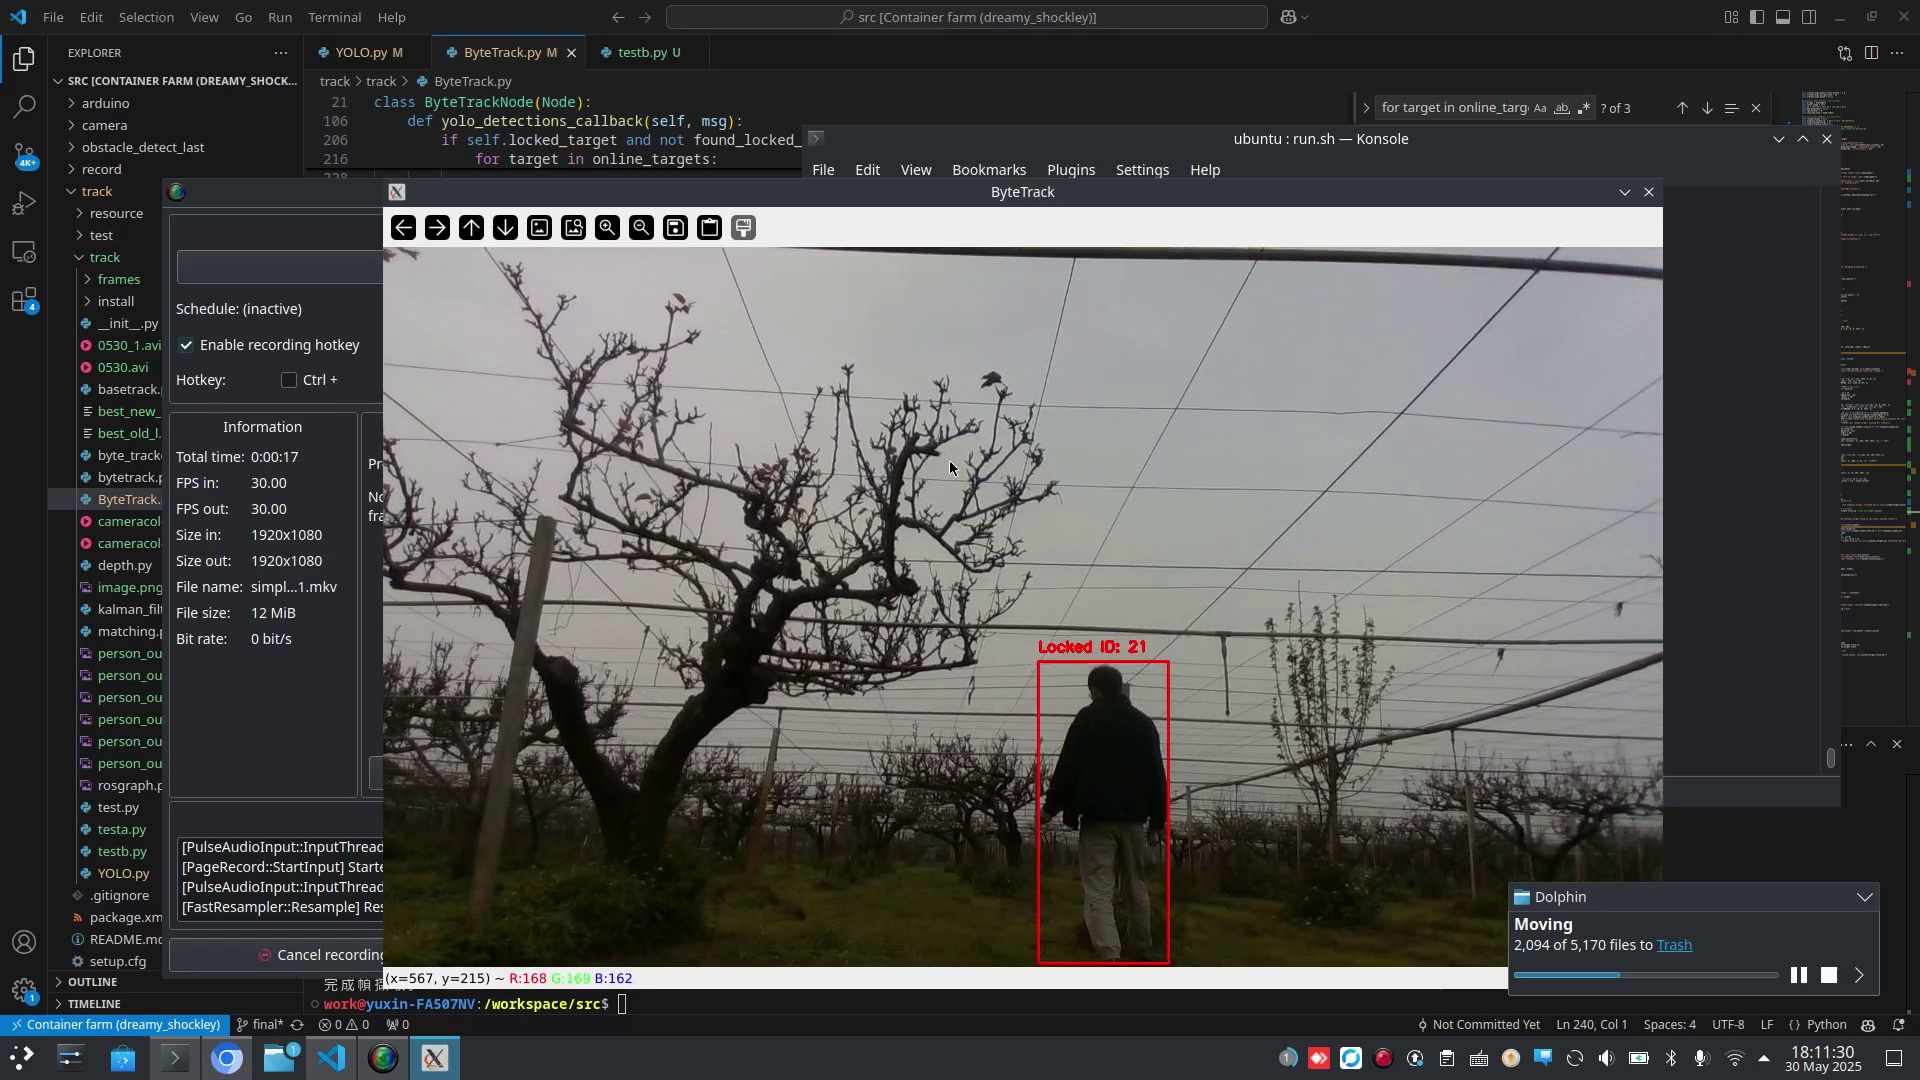 File Edit Selection View Go Run Terminal Help
src [Container farm (dreamy_shockley)]
EXPLORER
YOLO.py M
ByteTrack.py M
testb.py U
SRC [CONTAINER FARM (DREAMY_SHOCK...
track > track > ByteTrack.py
arduino
camera
obstacle_detect_last
record
track
resource
test
track
frames
install
__init__.py
0530_1.avi
0530.avi
basetrack.
best_new_
best_old_l.
byte_track
bytetrack.p
ByteTrack.
cameracol
cameracol
depth.py
image.png
kalman_filt
matching.p
person_ou
person_ou
person_ou
person_ou
person_ou
person_ou
rosgraph.p
test.py
testa.py
testb.py
YOLO.py
.gitignore
package.xm
README.md
setup.cfg
OUTLINE
TIMELINE
21 class ByteTrackNode(Node):
106 def yolo_detections_callback(self, msg):
206 if self.locked_target and not found_locked_
216 for target in online_targets:
for target in online_targ
Aa ab .*
? of 3
ubuntu : run.sh — Konsole
File Edit View Bookmarks Plugins Settings Help
ByteTrack
Schedule: (inactive)
Enable recording hotkey
Hotkey: Ctrl +
Information
Total time: 0:00:17
FPS in: 30.00
FPS out: 30.00
Size in: 1920x1080
Size out: 1920x1080
File name: simpl...1.mkv
File size: 12 MiB
Bit rate: 0 bit/s
Pr
No
fra
[PulseAudioInput::InputThread
[PageRecord::StartInput] Starte
[PulseAudioInput::InputThread
[FastResampler::Resample] Res
Cancel recording
Locked ID: 21
(x=567, y=215) ~ R:168 G:169 B:162
work@yuxin-FA507NV:/workspace/src$
Dolphin
Moving
2,094 of 5,170 files to Trash
4K+
4
1
Container farm (dreamy_shockley)
final*
0 0
0
Not Committed Yet
Ln 240, Col 1
Spaces: 4
UTF-8
LF
{} Python
1
1
18:11:30
30 May 2025